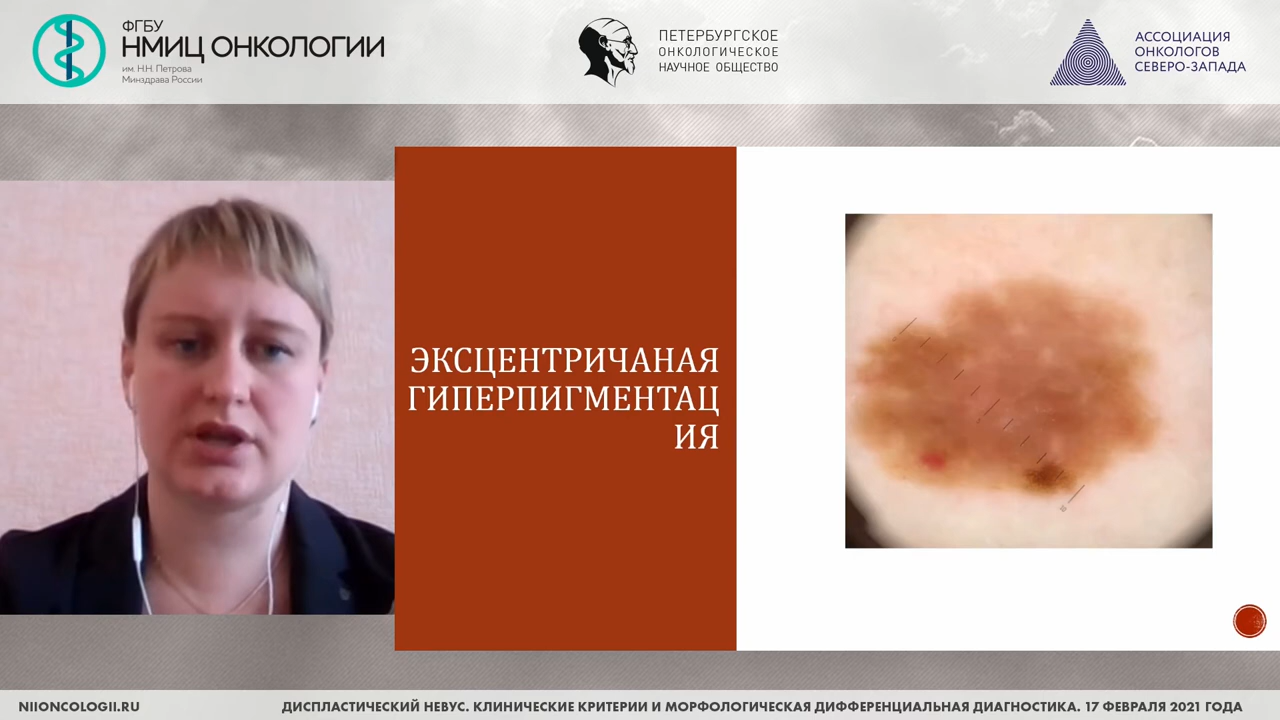 ФГБУ
НМИЦ ОНКОЛОГИИ
им. Н.Н. Петрова
Минздрава России
ПЕТЕРБУРГСКОЕ
ОНКОЛОГИЧЕСКОЕ
НАУЧНОЕ ОБЩЕСТВО
АССОЦИАЦИЯ
ОНКОЛОГОВ
СЕВЕРО-ЗАПАДА
ЭКСЦЕНТРИЧАНАЯ
ГИПЕРПИГМЕНТАЦ
ИЯ
NIIONCOLOGII.RU
ДИСПЛАСТИЧЕСКИЙ НЕВУС. КЛИНИЧЕСКИЕ КРИТЕРИИ И МОРФОЛОГИЧЕСКАЯ ДИФФЕРЕНЦИАЛЬНАЯ ДИАГНОСТИКА. 17 ФЕВРАЛЯ 2021 ГОДА